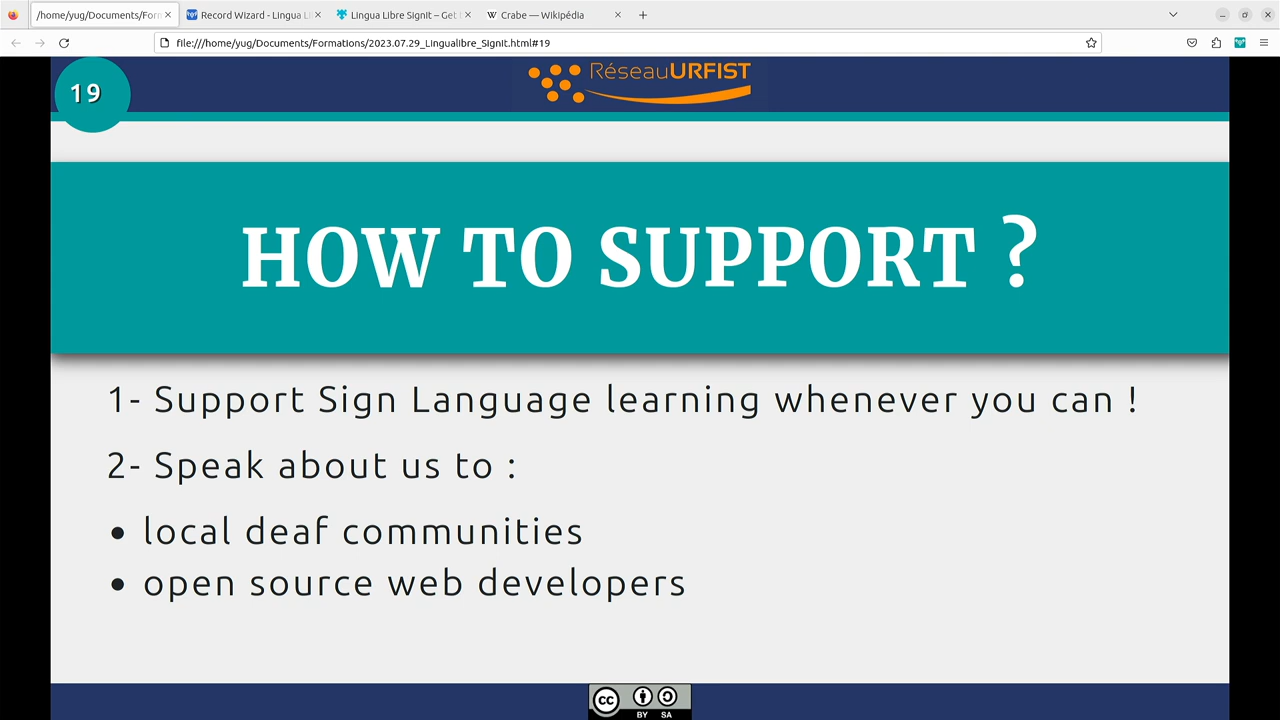 /home/yug/Documents/For
Record Wizard - Lingua Li
Lingua Libre SignIt – Get
Crabe — Wikipédia
file:///home/yug/Documents/Formations/2023.07.29_Lingualibre_SignIt.html#19
19
RéseauURFIST
HOW TO SUPPORT ?
1- Support Sign Language learning whenever you can !
2- Speak about us to :
• local deaf communities
• open source web developers
cc
BY SA